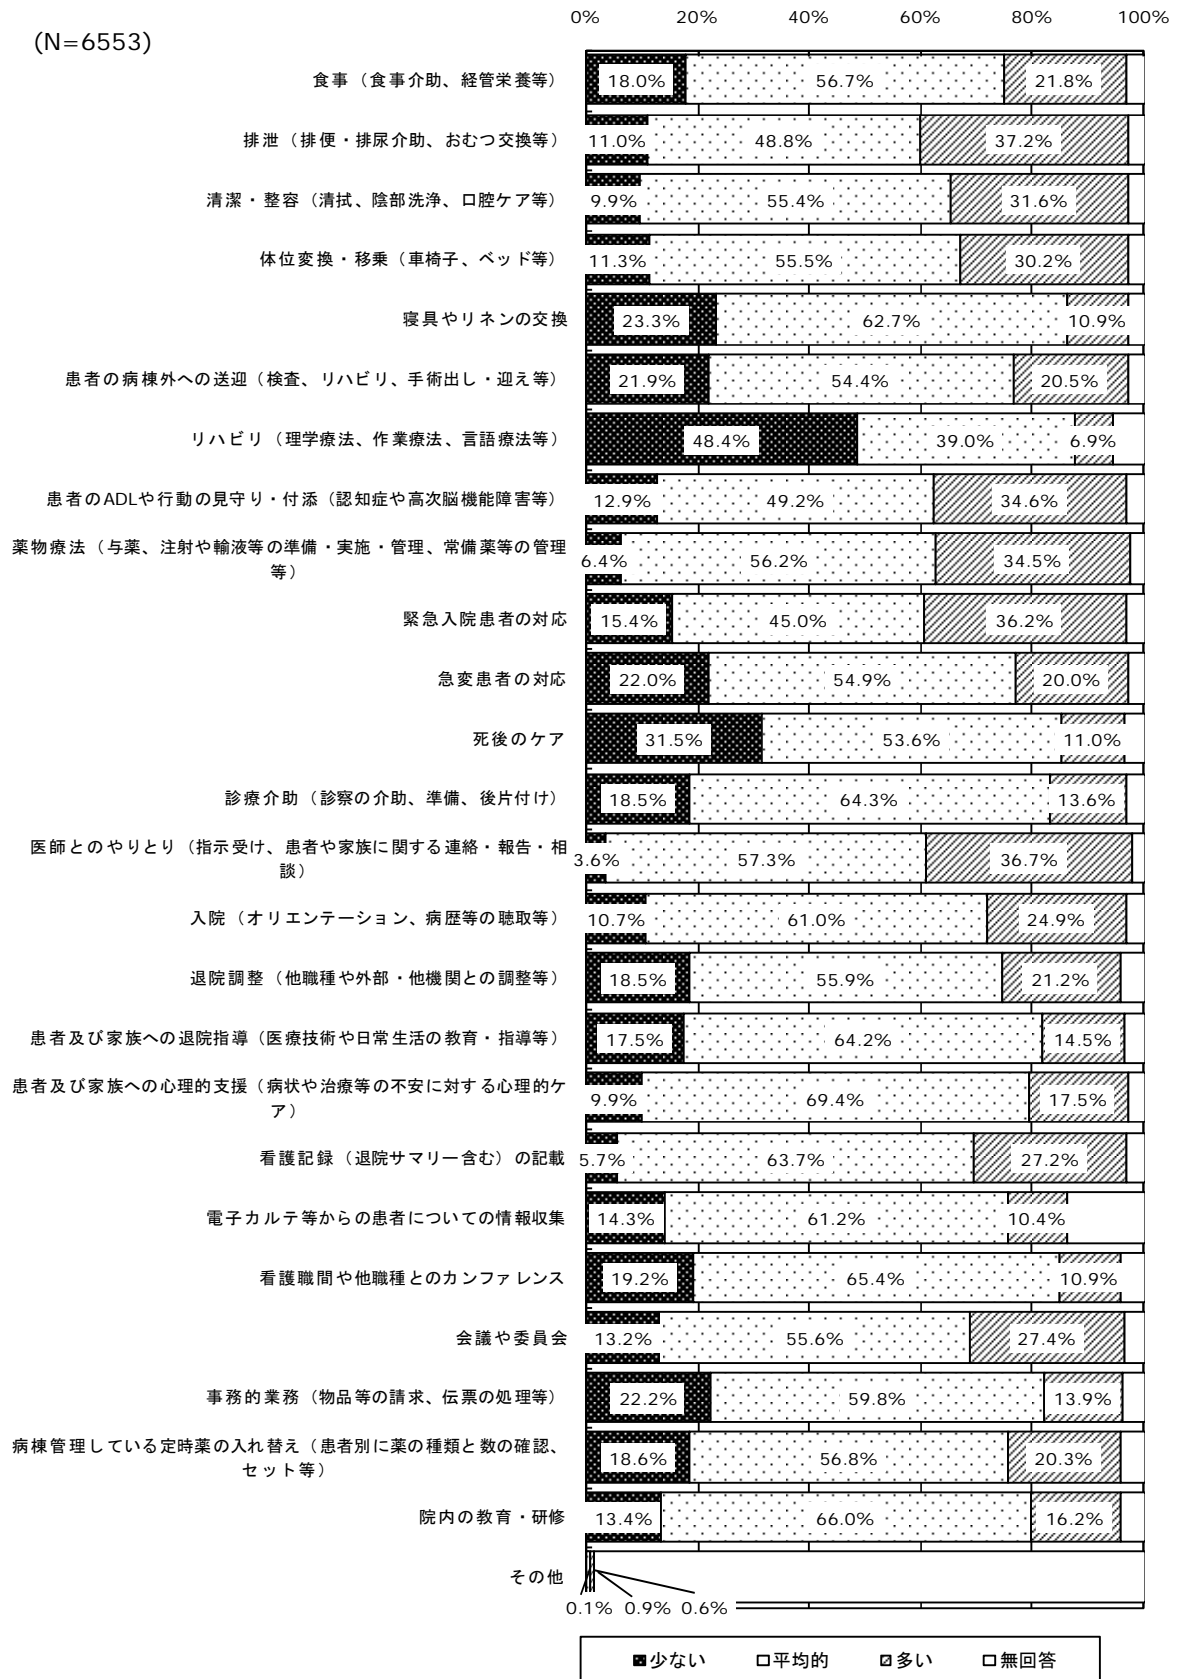 0% 20% 40% 60% 80% 100%
(N=6553)
食事（食事介助、経管栄養等） 18.0% 56.7% 21.8%
排泄（排便・排尿介助、おむつ交換等） 11.0% 48.8% 37.2%
清潔・整容（清拭、陰部洗浄、口腔ケア等） 9.9% 55.4% 31.6%
体位変換・移乗（車椅子、ベッド等） 11.3% 55.5% 30.2%
寝具やリネンの交換 23.3% 62.7% 10.9%
患者の病棟外への送迎（検査、リハビリ、手術出し・迎え等） 21.9% 54.4% 20.5%
リハビリ（理学療法、作業療法、言語療法等） 48.4% 39.0% 6.9%
患者のADLや行動の見守り・付添（認知症や高次脳機能障害等） 12.9% 49.2% 34.6%
薬物療法（与薬、注射や輸液等の準備・実施・管理、常備薬等の管理
等） 6.4% 56.2% 34.5%
緊急入院患者の対応 15.4% 45.0% 36.2%
急変患者の対応 22.0% 54.9% 20.0%
死後のケア 31.5% 53.6% 11.0%
診療介助（診察の介助、準備、後片付け） 18.5% 64.3% 13.6%
医師とのやりとり（指示受け、患者や家族に関する連絡・報告・相
談） 3.6% 57.3% 36.7%
入院（オリエンテーション、病歴等の聴取等） 10.7% 61.0% 24.9%
退院調整（他職種や外部・他機関との調整等） 18.5% 55.9% 21.2%
患者及び家族への退院指導（医療技術や日常生活の教育・指導等） 17.5% 64.2% 14.5%
患者及び家族への心理的支援（病状や治療等の不安に対する心理的ケ
ア） 9.9% 69.4% 17.5%
看護記録（退院サマリー含む）の記載 5.7% 63.7% 27.2%
電子カルテ等からの患者についての情報収集 14.3% 61.2% 10.4%
看護職間や他職種とのカンファレンス 19.2% 65.4% 10.9%
会議や委員会 13.2% 55.6% 27.4%
事務的業務（物品等の請求、伝票の処理等） 22.2% 59.8% 13.9%
病棟管理している定時薬の入れ替え（患者別に薬の種類と数の確認、
セット等） 18.6% 56.8% 20.3%
院内の教育・研修 13.4% 66.0% 16.2%
その他
0.1% 0.9% 0.6%
少ない 平均的 多い 無回答